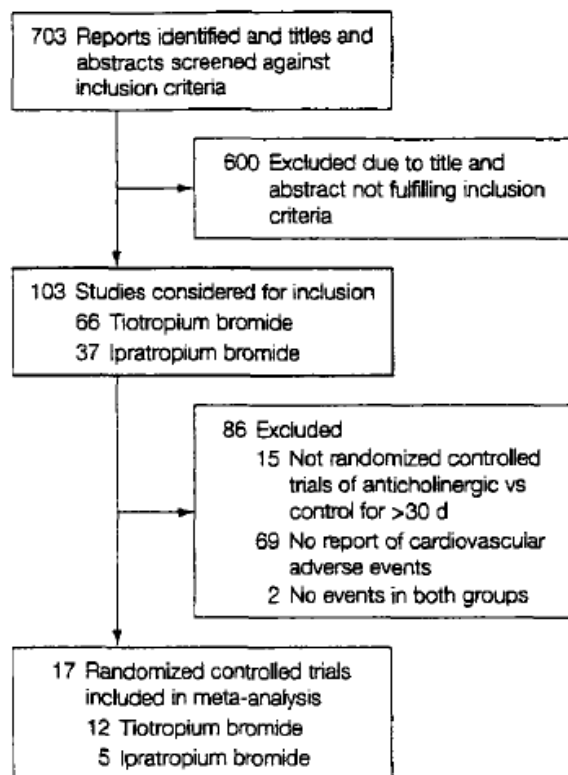 703 Reports identified and titles and
abstracts screened against
inclusion criteria
600 Excluded due to title and
abstract not fulfilling inclusion
criteria
103 Studies considered for inclusion
66 Tiotropium bromide
37 Ipratropium bromide
86 Excluded
15 Not randomized controlled
trials of anticholinergic vs
control for >30 d
69 No report of cardiovascular
adverse events
2 No events in both groups
17 Randomized controlled trials
included in meta-analysis
12 Tiotropium bromide
5 Ipratropium bromide